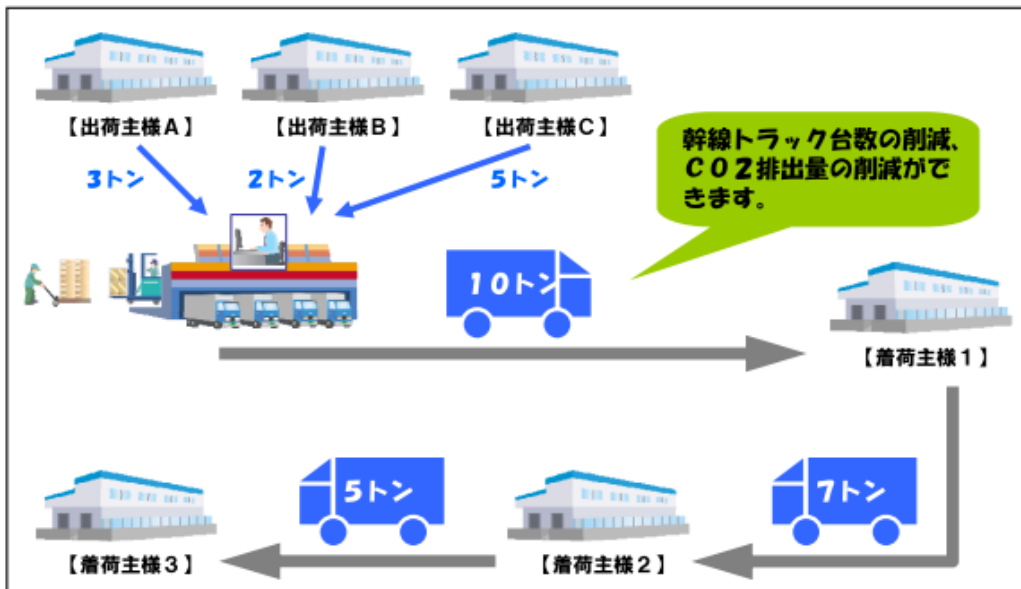 【出荷主様A】
【出荷主様B】
【出荷主様C】
3トン
2トン
5トン
幹線トラック台数の削減、
CO2排出量の削減がで
きます。
10トン
【着荷主様1】
7トン
【着荷主様2】
5トン
【着荷主様3】